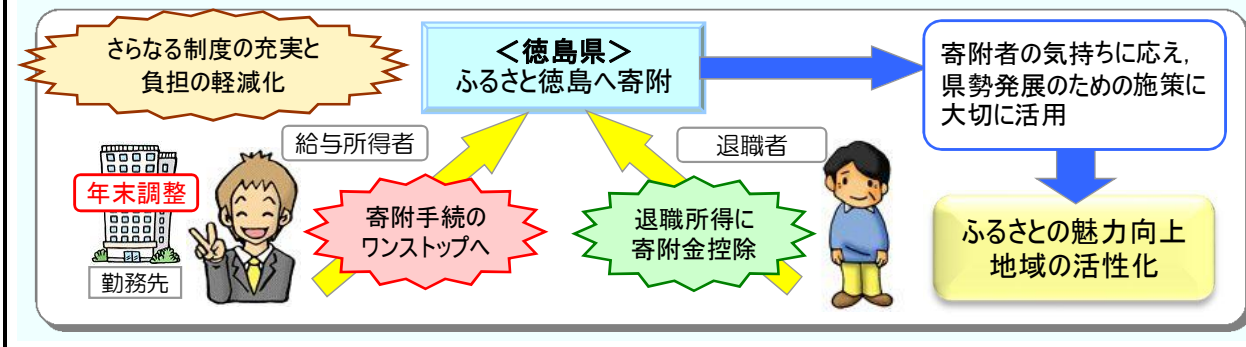 さらなる制度の充実と
負担の軽減化
＜徳島県＞
ふるさと徳島へ寄附
寄附者の気持ちに応え，
県勢発展のための施策に
大切に活用
給与所得者
退職者
年末調整
勤務先
寄附手続の
ワンストップへ
退職所得に
寄附金控除
ふるさとの魅力向上
地域の活性化